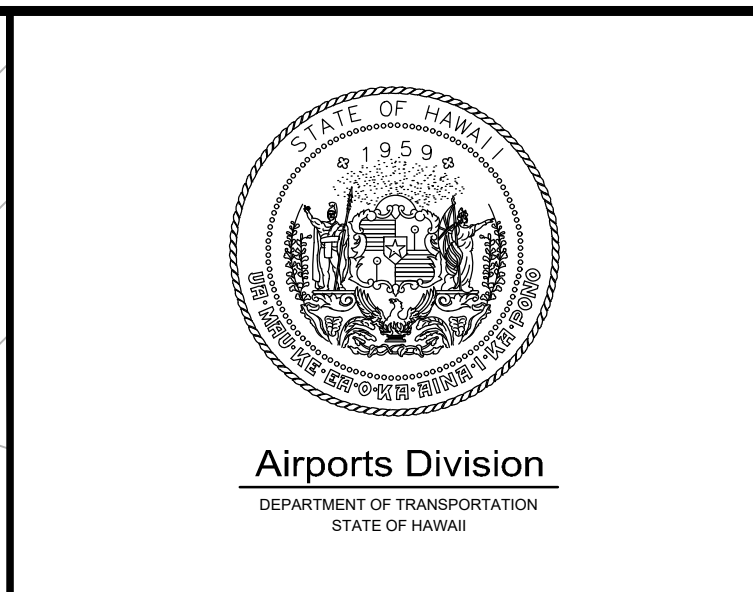 STATE OF HAWAII
1959
UA·MAU·KE·EA·O·KA·AINA·I·KA·PONO
Airports Division
DEPARTMENT OF TRANSPORTATION
STATE OF HAWAII